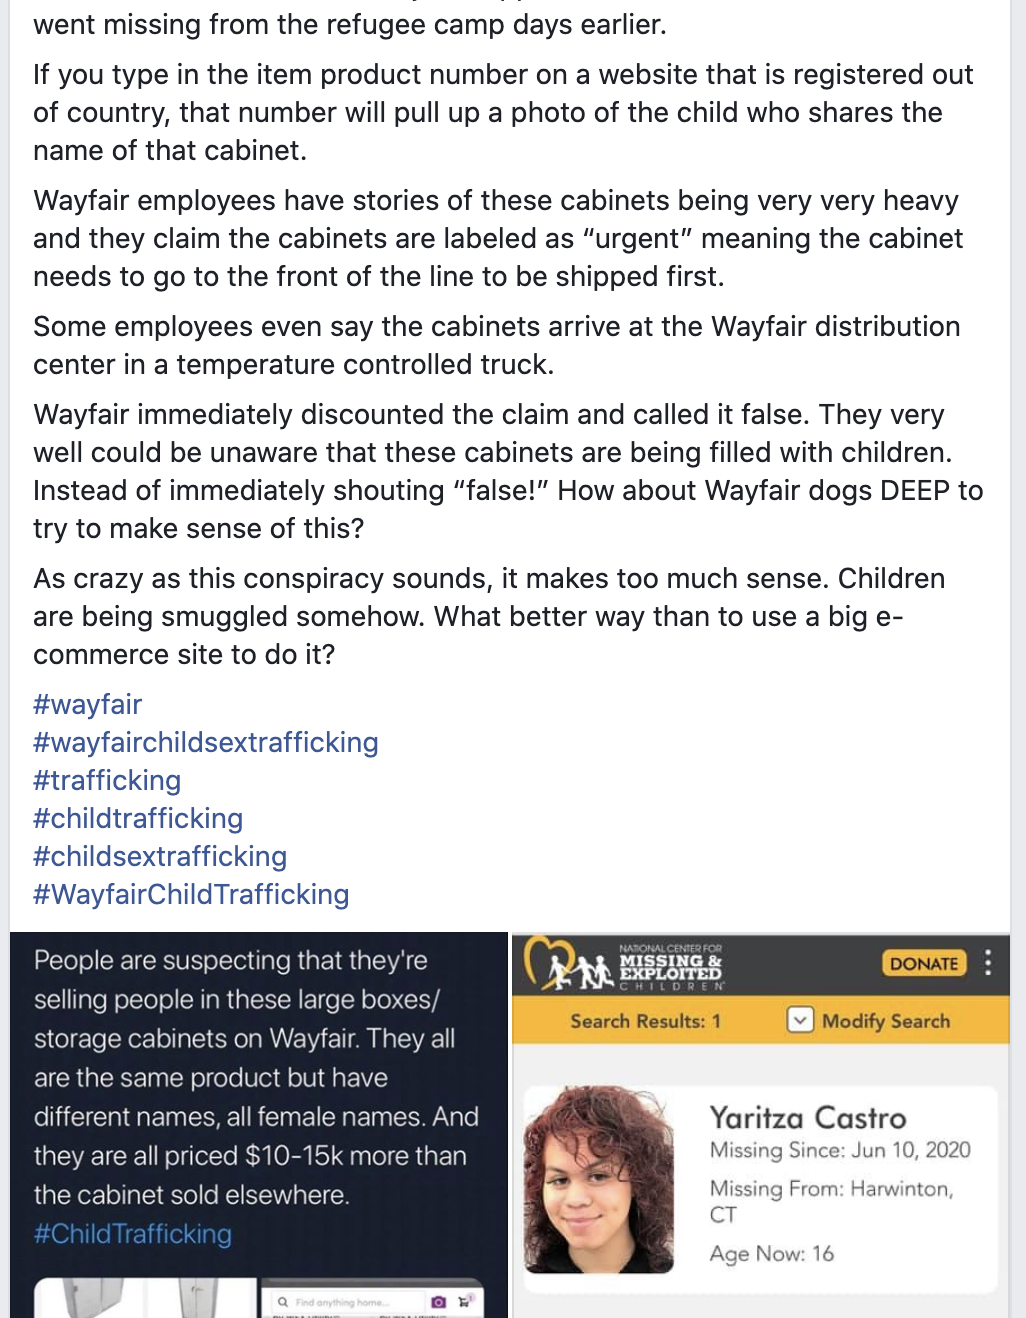 went missing from the refugee camp days earlier.
If you type in the item product number on a website that is registered out
of country, that number will pull up a photo of the child who shares the
name of that cabinet.
Wayfair employees have stories of these cabinets being very very heavy
and they claim the cabinets are labeled as “urgent” meaning the cabinet
needs to go to the front of the line to be shipped first.
Some employees even say the cabinets arrive at the Wayfair distribution
center in a temperature controlled truck.
Wayfair immediately discounted the claim and called it false. They very
well could be unaware that these cabinets are being filled with children.
Instead of immediately shouting “false!” How about Wayfair dogs DEEP to
try to make sense of this?
As crazy as this conspiracy sounds, it makes too much sense. Children
are being smuggled somehow. What better way than to use a big e-
commerce site to do it?
#wayfair
#wayfairchildsextrafficking
#trafficking
#childtrafficking
#childsextrafficking
#WayfairChildTrafficking
People are suspecting that they're
selling people in these large boxes/
storage cabinets on Wayfair. They all
are the same product but have
different names, all female names. And
they are all priced $10-15k more than
the cabinet sold elsewhere.
#ChildTrafficking
Find anything home...
NATIONAL CENTER FOR
MISSING &
EXPLOITED
CHILDREN
DONATE
Search Results: 1
Modify Search
Yaritza Castro
Missing Since: Jun 10, 2020
Missing From: Harwinton,
CT
Age Now: 16